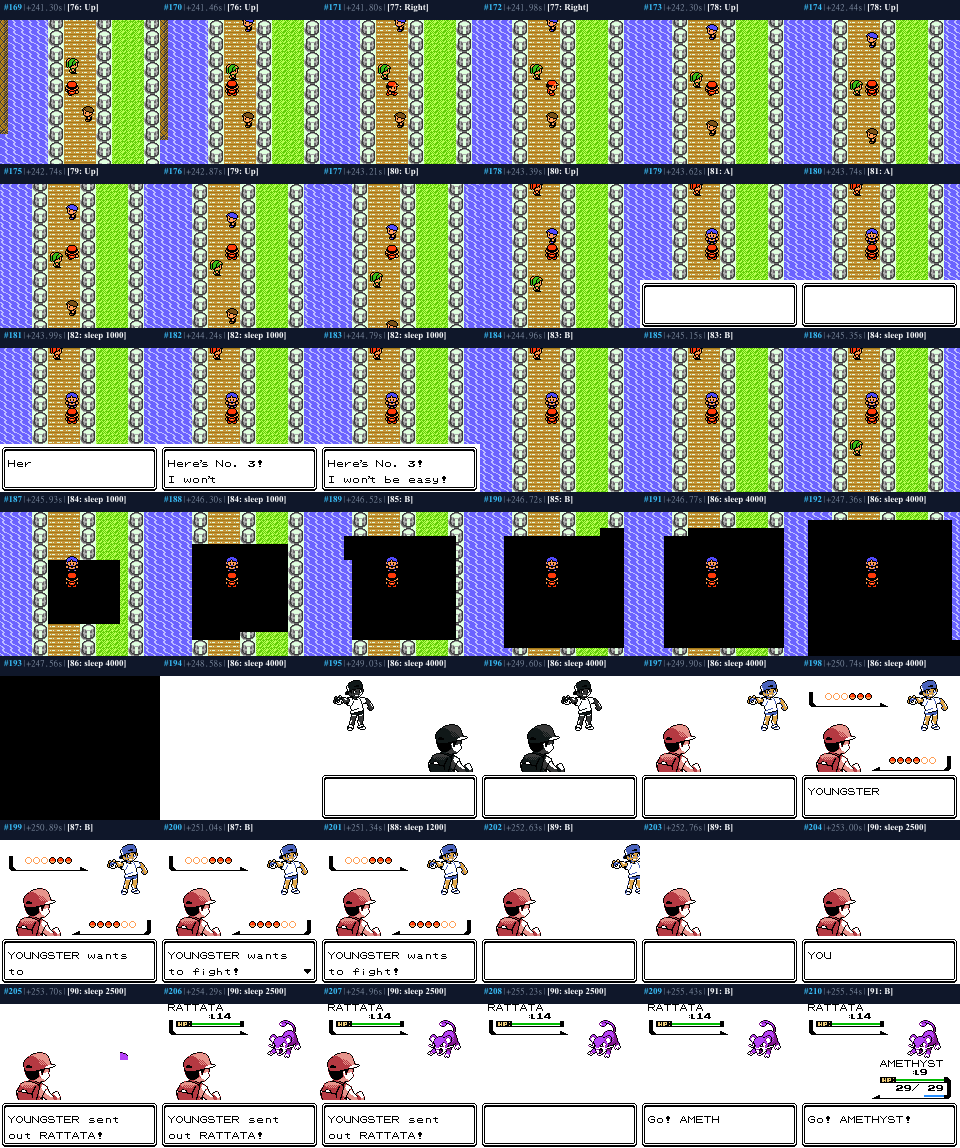 #169|+241.30s|[76: Up]
#170|+241.46s|[76: Up]
#171|+241.80s|[77: Right]
#172|+241.98s|[77: Right]
#173|+242.30s|[78: Up]
#174|+242.44s|[78: Up]
#175|+242.74s|[79: Up]
#176|+242.87s|[79: Up]
#177|+243.21s|[80: Up]
#178|+243.39s|[80: Up]
#179|+243.62s|[81: A]
#180|+243.74s|[81: A]
#181|+243.99s|[82: sleep 1000]
#182|+244.24s|[82: sleep 1000]
#183|+244.79s|[82: sleep 1000]
#184|+244.96s|[83: B]
#185|+245.15s|[83: B]
#186|+245.35s|[84: sleep 1000]
Her
Here's No. 3!
I won't
Here's No. 3!
I won't be easy!
#187|+245.93s|[84: sleep 1000]
#188|+246.30s|[84: sleep 1000]
#189|+246.52s|[85: B]
#190|+246.72s|[85: B]
#191|+246.77s|[86: sleep 4000]
#192|+247.36s|[86: sleep 4000]
#193|+247.56s|[86: sleep 4000]
#194|+248.58s|[86: sleep 4000]
#195|+249.03s|[86: sleep 4000]
#196|+249.60s|[86: sleep 4000]
#197|+249.90s|[86: sleep 4000]
#198|+250.74s|[86: sleep 4000]
YOUNGSTER
#199|+250.89s|[87: B]
#200|+251.04s|[87: B]
#201|+251.34s|[88: sleep 1200]
#202|+252.63s|[89: B]
#203|+252.76s|[89: B]
#204|+253.00s|[90: sleep 2500]
YOUNGSTER wants
to
YOUNGSTER wants
to fight!
YOUNGSTER wants
to fight!
YOU
#205|+253.70s|[90: sleep 2500]
#206|+254.29s|[90: sleep 2500]
#207|+254.96s|[90: sleep 2500]
#208|+255.23s|[90: sleep 2500]
#209|+255.43s|[91: B]
#210|+255.54s|[91: B]
YOUNGSTER sent
out RATTATA!
RATTATA
:L14
HP:
YOUNGSTER sent
out RATTATA!
RATTATA
:L14
HP:
YOUNGSTER sent
out RATTATA!
RATTATA
:L14
HP:
RATTATA
:L14
HP:
Go! AMETH
RATTATA
:L14
HP:
AMETHYST
:L9
HP:
29/ 29
Go! AMETHYST!